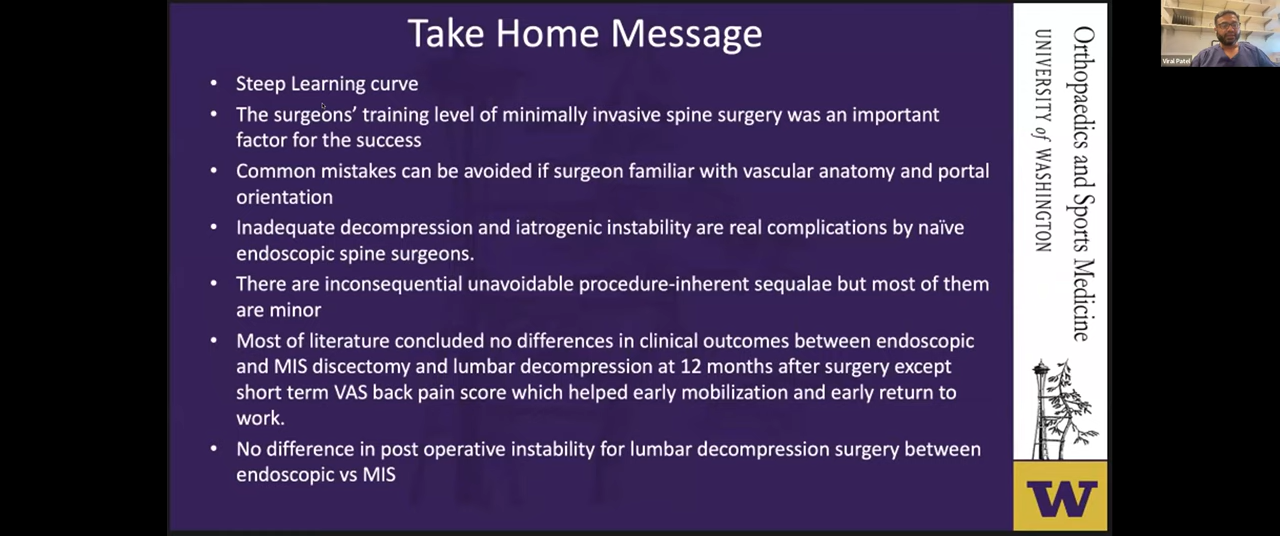 Take Home Message
• Steep Learning curve
• The surgeons' training level of minimally invasive spine surgery was an important
factor for the success
• Common mistakes can be avoided if surgeon familiar with vascular anatomy and portal
orientation
• Inadequate decompression and iatrogenic instability are real complications by naïve
endoscopic spine surgeons.
• There are inconsequential unavoidable procedure-inherent sequalae but most of them
are minor
• Most of literature concluded no differences in clinical outcomes between endoscopic
and MIS discectomy and lumbar decompression at 12 months after surgery except
short term VAS back pain score which helped early mobilization and early return to
work.
• No difference in post operative instability for lumbar decompression surgery between
endoscopic vs MIS
Orthopaedics and Sports Medicine
UNIVERSITY of WASHINGTON
W
Viral Patel